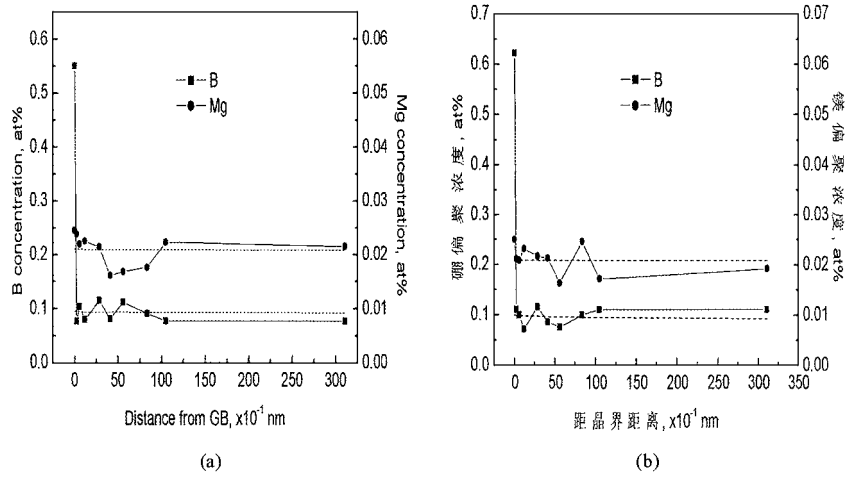 0.6
0.5
0.4
0.3
0.2
0.1
0.0
B concentration, at%
B
Mg
0.06
0.05
0.04
0.03
0.02
0.01
0.00
Mg concentration, at%
0 50 100 150 200 250 300
Distance from GB, x10⁻¹ nm
(a)
0.7
0.6
0.5
0.4
0.3
0.2
0.1
0.0
硼偏聚浓度, at%
B
Mg
0.07
0.06
0.05
0.04
0.03
0.02
0.01
0.00
镁偏聚浓度, at%
0 50 100 150 200 250 300 350
距晶界距离, x10⁻¹ nm
(b)